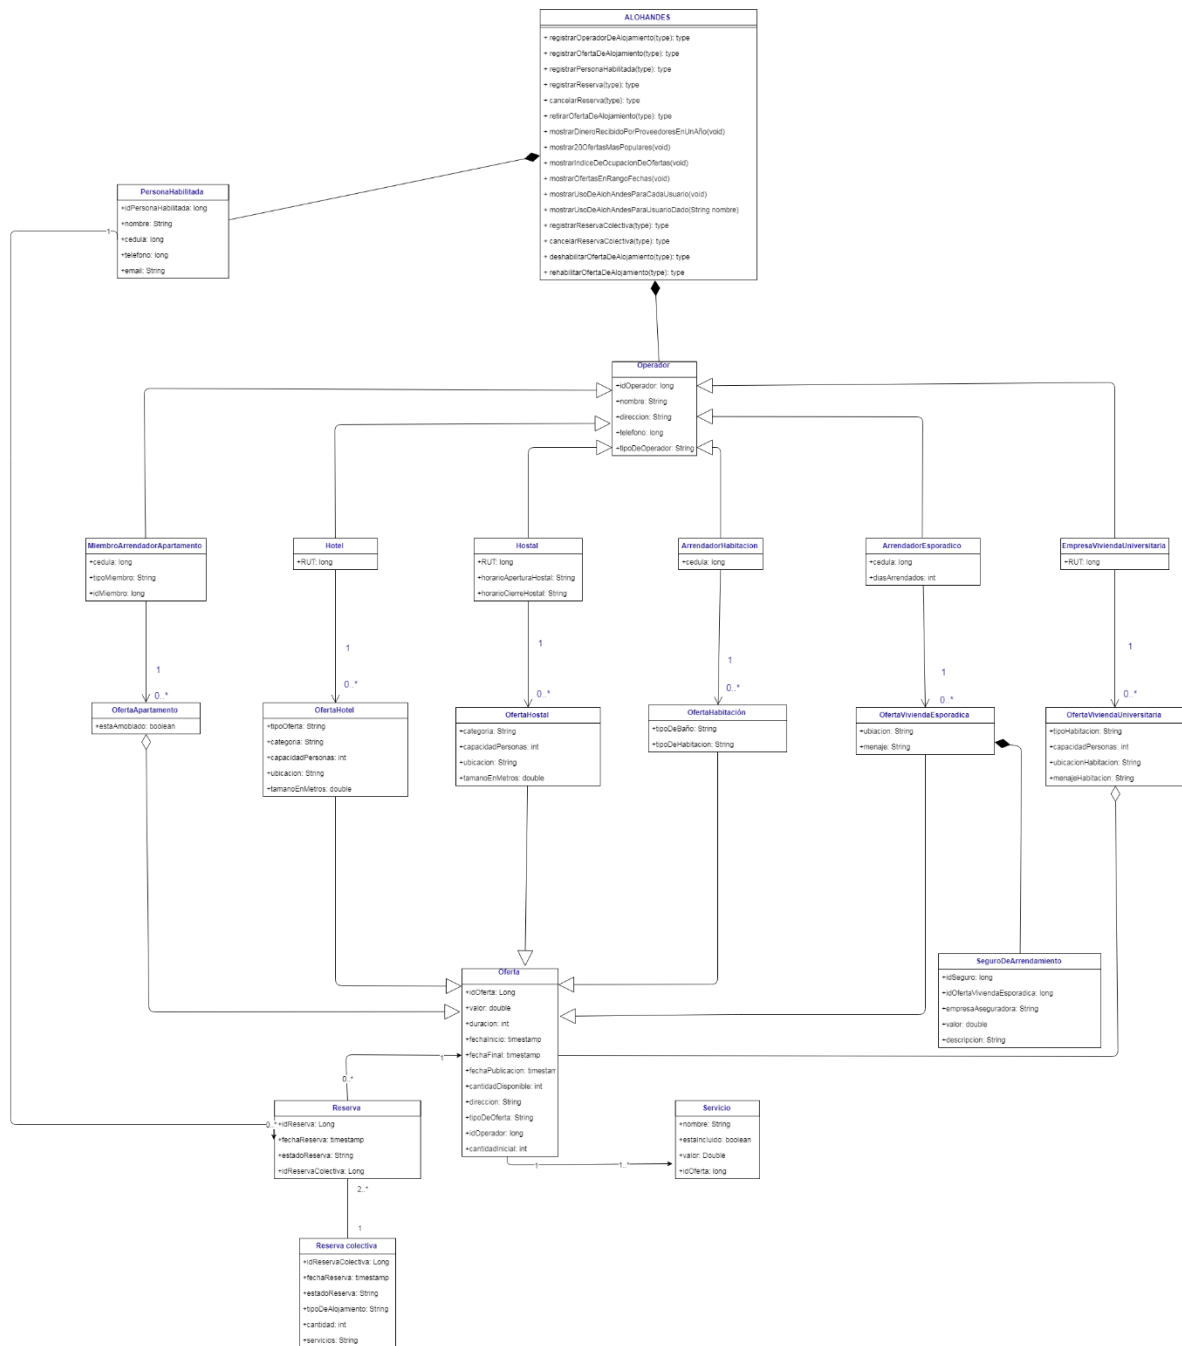 ALOHANDES
+ registrarOperadorDeAlojamiento(type): type
+ registrarOfertaDeAlojamiento(type): type
+ registrarPersonaHabilitada(type): type
+ registrarReserva(type): type
+ cancelarReserva(type): type
+ retirarOfertaDeAlojamiento(type): type
+ mostrarDineroRecibidoPorProveedoresEnUnAño(void)
+ mostrar20OfertasMasPopulares(void)
+ mostrarIndiceDeOcupacionDeOfertas(void)
+ mostrarOfertasEnRangoFechas(void)
+ mostrarUsoDeAlohAndesParaCadaUsuario(void)
+ mostrarUsoDeAlohAndesParaUsuarioDado(String nombre)
+ registrarReservaColectiva(type): type
+ cancelarReservaColectiva(type): type
+ deshabilitarOfertaDeAlojamiento(type): type
+ rehabilitarOfertaDeAlojamiento(type): type
PersonaHabilitada
+idPersonaHabilitada: long
+nombre: String
+cedula: long
+telefono: long
+email: String
1
Operador
+idOperador: long
+nombre: String
+direccion: String
+telefono: long
+tipoDeOperador: String
MiembroArrendadorApartamento
+cedula: long
+tipoMiembro: String
+idMiembro: long
1
0..*
Hotel
+RUT: long
1
0..*
Hostal
+RUT: long
+horarioAperturaHostal: String
+horarioCierreHostal: String
1
0..*
ArrendadorHabitacion
+cedula: long
1
0..*
ArrendadorEsporadico
+cedula: long
+diasArrendados: int
1
0..*
EmpresaViviendaUniversitaria
+RUT: long
1
0..*
OfertaApartamento
+estaAmoblado: boolean
OfertaHotel
+tipoOferta: String
+categoria: String
+capacidadPersonas: int
+ubicacion: String
+tamanoEnMetros: double
OfertaHostal
+categoria: String
+capacidadPersonas: int
+ubicacion: String
+tamanoEnMetros: double
OfertaHabitación
+tipoDeBaño: String
+tipoDeHabitacion: String
OfertaViviendaEsporadica
+ubiacion: String
+menaje: String
OfertaViviendaUniversitaria
+tipoHabitacion: String
+capacidadPersonas: int
+ubicacionHabitacion: String
+menajeHabitacion: String
SeguroDeArrendamiento
+idSeguro: long
+idOfertaViviendaEsporadica: long
+empresaAseguradora: String
+valor: double
+descripcion: String
Oferta
+idOferta: Long
+valor: double
+duracion: int
+fechaInicio: timestamp
+fechaFinal: timestamp
+fechaPublicacion: timestam
+cantidadDisponible: int
+direccion: String
+tipoDeOferta: String
+idOperador: long
+cantidadInicial: int
1
0..*
Reserva
0..*
+idReserva: Long
+fechaReserva: timestamp
+estadoReserva: String
+idReservaColectiva: Long
Servicio
+nombre: String
+estaIncluido: boolean
+valor: Double
+idOferta: long
1
1..*
2..*
1
Reserva colectiva
+idReservaColectiva: Long
+fechaReserva: timestamp
+estadoReserva: String
+tipoDeAlojamiento: String
+cantidad: int
+servicios: String